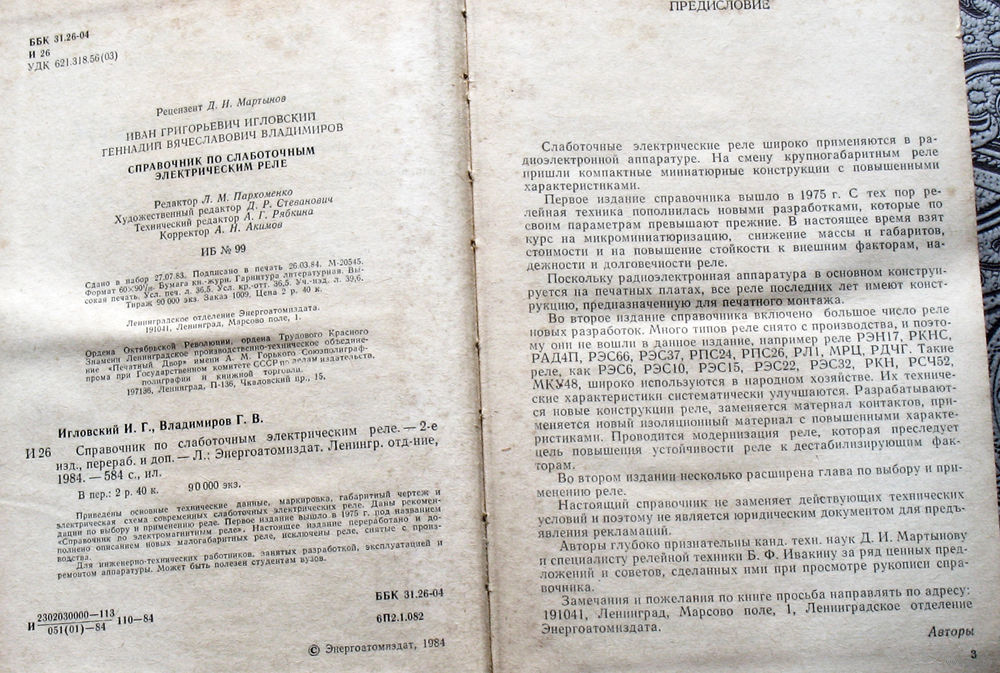 ББК 31.26-04
И 26
УДК 621.318.56(03)
Рецензент Д. И. Мартынов
ИВАН ГРИГОРЬЕВИЧ ИГЛОВСКИЙ
ГЕННАДИЙ ВЯЧЕСЛАВОВИЧ ВЛАДИМИРОВ
СПРАВОЧНИК ПО СЛАБОТОЧНЫМ
ЭЛЕКТРИЧЕСКИМ РЕЛЕ
Редактор Л. М. Пархоменко
Художественный редактор Д. Р. Стеванович
Технический редактор А. Г. Рябкина
Корректор А. Н. Акимов
ИБ № 99
Сдано в набор 27.07.83. Подписано в печать 26.03.84. М-20545.
Формат 60×90¹/₁₆. Бумага кн.-журн. Гарнитура литературная. Вы-
сокая печать. Усл. печ. л. 36,5. Усл. кр.-отт. 36,5. Уч.-изд. л. 39,6.
Тираж 90 000 экз. Заказ 1009. Цена 2 р. 40 к.
Ленинградское отделение Энергоатомиздата.
191041, Ленинград, Марсово поле, 1.
Ордена Октябрьской Революции, ордена Трудового Красного
Знамени Ленинградское производственно-техническое объедине-
ние «Печатный Двор» имени А. М. Горького Союзполиграф-
прома при Государственном комитете СССР по делам издательств,
полиграфии и книжной торговли.
197136, Ленинград, П-136, Чкаловский пр., 15.
Игловский И. Г., Владимиров Г. В.
И 26 Справочник по слаботочным электрическим реле. — 2-е
изд., перераб. и доп. — Л.: Энергоатомиздат. Ленингр. отд-ние,
1984. — 584 с., ил.
В пер.: 2 р. 40 к. 90 000 экз.
Приведены основные технические данные, маркировка, габаритный чертеж и
электрическая схема современных слаботочных электрических реле. Даны рекомен-
дации по выбору и применению реле. Первое издание вышло в 1975 г. под названием
«Справочник по электромагнитным реле». Настоящее издание переработано и до-
полнено описанием новых малогабаритных реле, исключены реле, снятые с произ-
водства.
Для инженерно-технических работников, занятых разработкой, эксплуатацией и
ремонтом аппаратуры. Может быть полезен студентам вузов.
И 2302030000—113
051(01)—84 110—84
ББК 31.26-04
6П2.1.082
© Энергоатомиздат, 1984
ПРЕДИСЛОВИЕ
Слаботочные электрические реле широко применяются в ра-
диоэлектронной аппаратуре. На смену крупногабаритным реле
пришли компактные миниатюрные конструкции с повышенными
характеристиками.
Первое издание справочника вышло в 1975 г. С тех пор ре-
лейная техника пополнилась новыми разработками, которые по
своим параметрам превышают прежние. В настоящее время взят
курс на микроминиатюризацию, снижение массы и габаритов,
стоимости и на повышение стойкости к внешним факторам, на-
дежности и долговечности реле.
Поскольку радиоэлектронная аппаратура в основном конструи-
руется на печатных платах, все реле последних лет имеют конст-
рукцию, предназначенную для печатного монтажа.
Во второе издание справочника включено большое число реле
новых разработок. Много типов реле снято с производства, и поэто-
му они не вошли в данное издание, например реле РЭН17, РКНС,
РАД4П, РЭС66, РЭС37, РПС24, РПС26, РЛ1, МРЦ, РДЧГ. Такие
реле, как РЭС6, РЭС10, РЭС15, РЭС22, РЭС32, РКН, РСЧ52,
МКУ48, широко используются в народном хозяйстве. Их техниче-
ские характеристики систематически улучшаются. Разрабатывают-
ся новые конструкции реле, заменяется материал контактов, при-
меняется новый изоляционный материал с повышенными характе-
ристиками. Проводится модернизация реле, которая преследует
цель повышения устойчивости реле к дестабилизирующим фак-
торам.
Во втором издании несколько расширена глава по выбору и при-
менению реле.
Настоящий справочник не заменяет действующих технических
условий и поэтому не является юридическим документом для предъ-
явления рекламаций.
Авторы глубоко признательны канд. техн. наук Д. И. Мартынову
и специалисту релейной техники Б. Ф. Ивакину за ряд ценных пред-
ложений и советов, сделанных ими при просмотре рукописи спра-
вочника.
Замечания и пожелания по книге просьба направлять по адресу:
191041, Ленинград, Марсово поле, 1, Ленинградское отделение
Энергоатомиздата.
Авторы
3